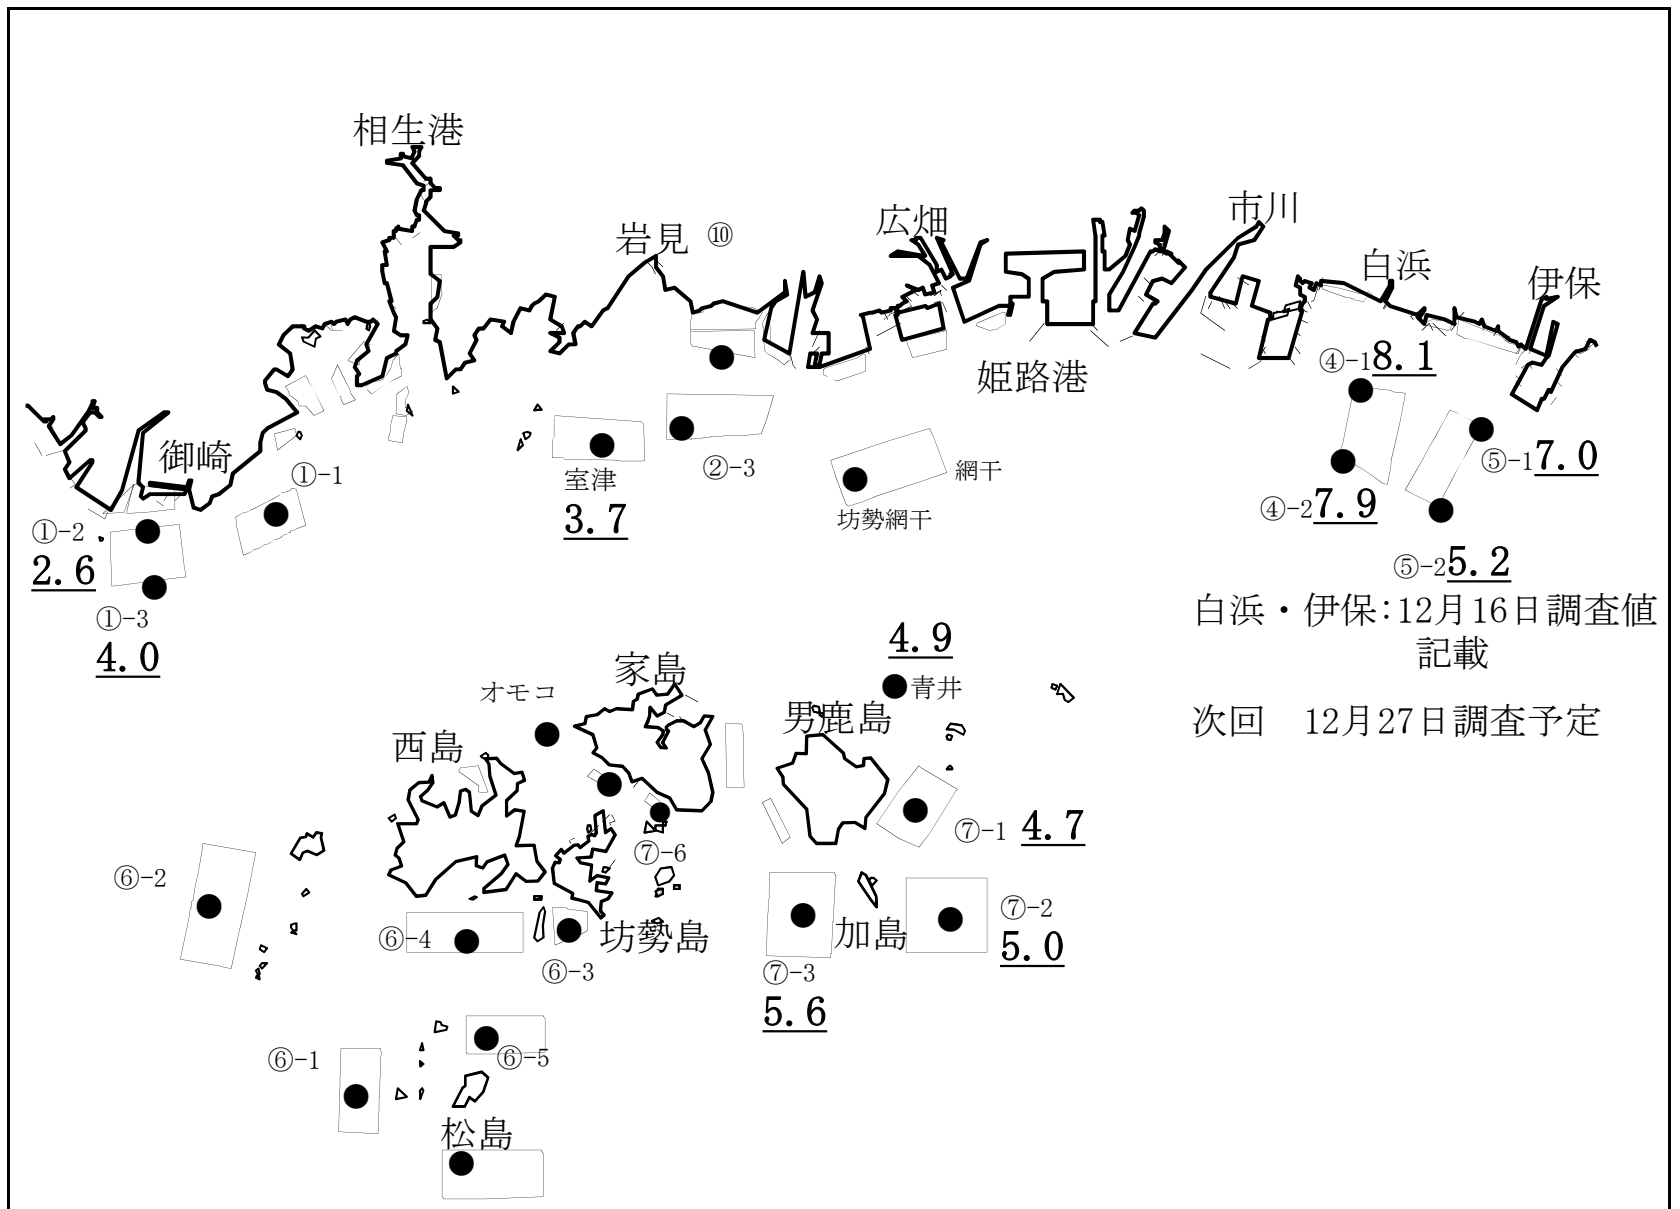 相生港
市川
広畑
岩見 ⑩
白浜
伊保
④-1 8.1
姫路港
御崎
①-1
室津
3.7
②-3
網干
坊勢網干
⑤-1 7.0
④-2 7.9
①-2
2.6
①-3
4.0
⑤-2 5.2
白浜・伊保:12月16日調査値
記載
次回 12月27日調査予定
4.9
青井
家島
オモコ
男鹿島
西島
⑦-1 4.7
⑦-6
⑥-2
⑦-2
5.0
加島
坊勢島
⑥-4
⑥-3
⑦-3
5.6
⑥-1
⑥-5
松島